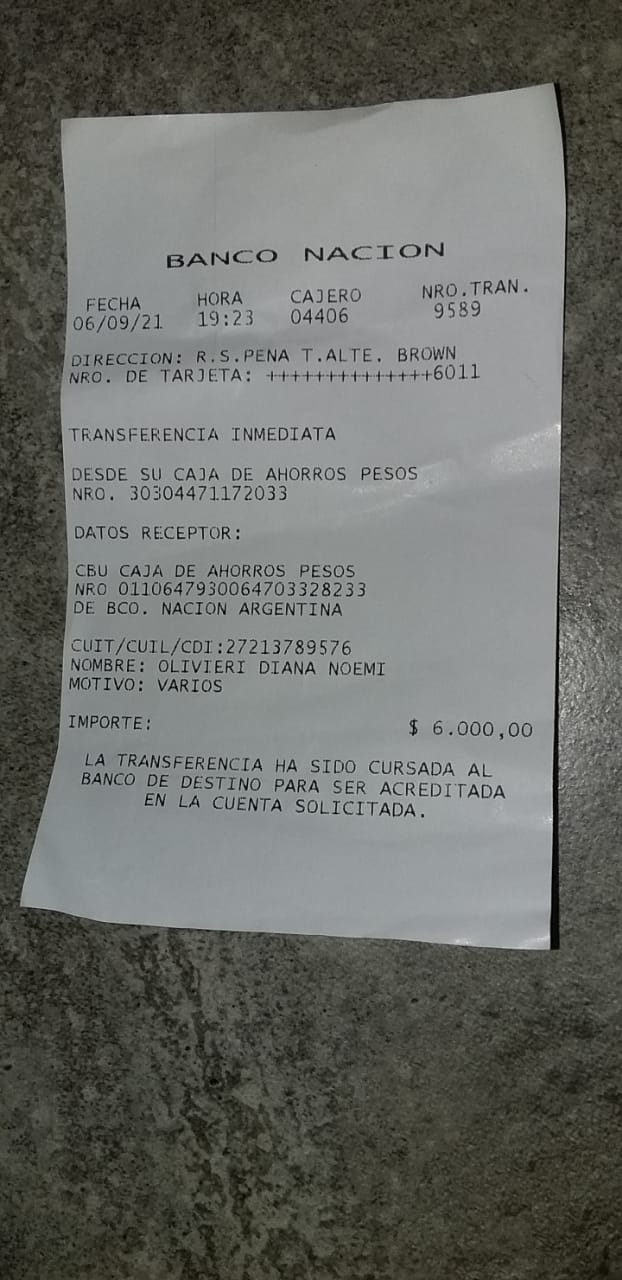 BANCO NACION
FECHA HORA CAJERO NRO.TRAN.
06/09/21 19:23 04406 9589
DIRECCION: R.S.PENA T.ALTE. BROWN
NRO. DE TARJETA: ++++++++++++++6011
TRANSFERENCIA INMEDIATA
DESDE SU CAJA DE AHORROS PESOS
NRO. 30304471172033
DATOS RECEPTOR:
CBU CAJA DE AHORROS PESOS
NRO 0110647930064703328233
DE BCO. NACION ARGENTINA
CUIT/CUIL/CDI:27213789576
NOMBRE: OLIVIERI DIANA NOEMI
MOTIVO: VARIOS
IMPORTE: $ 6.000,00
LA TRANSFERENCIA HA SIDO CURSADA AL
BANCO DE DESTINO PARA SER ACREDITADA
EN LA CUENTA SOLICITADA.